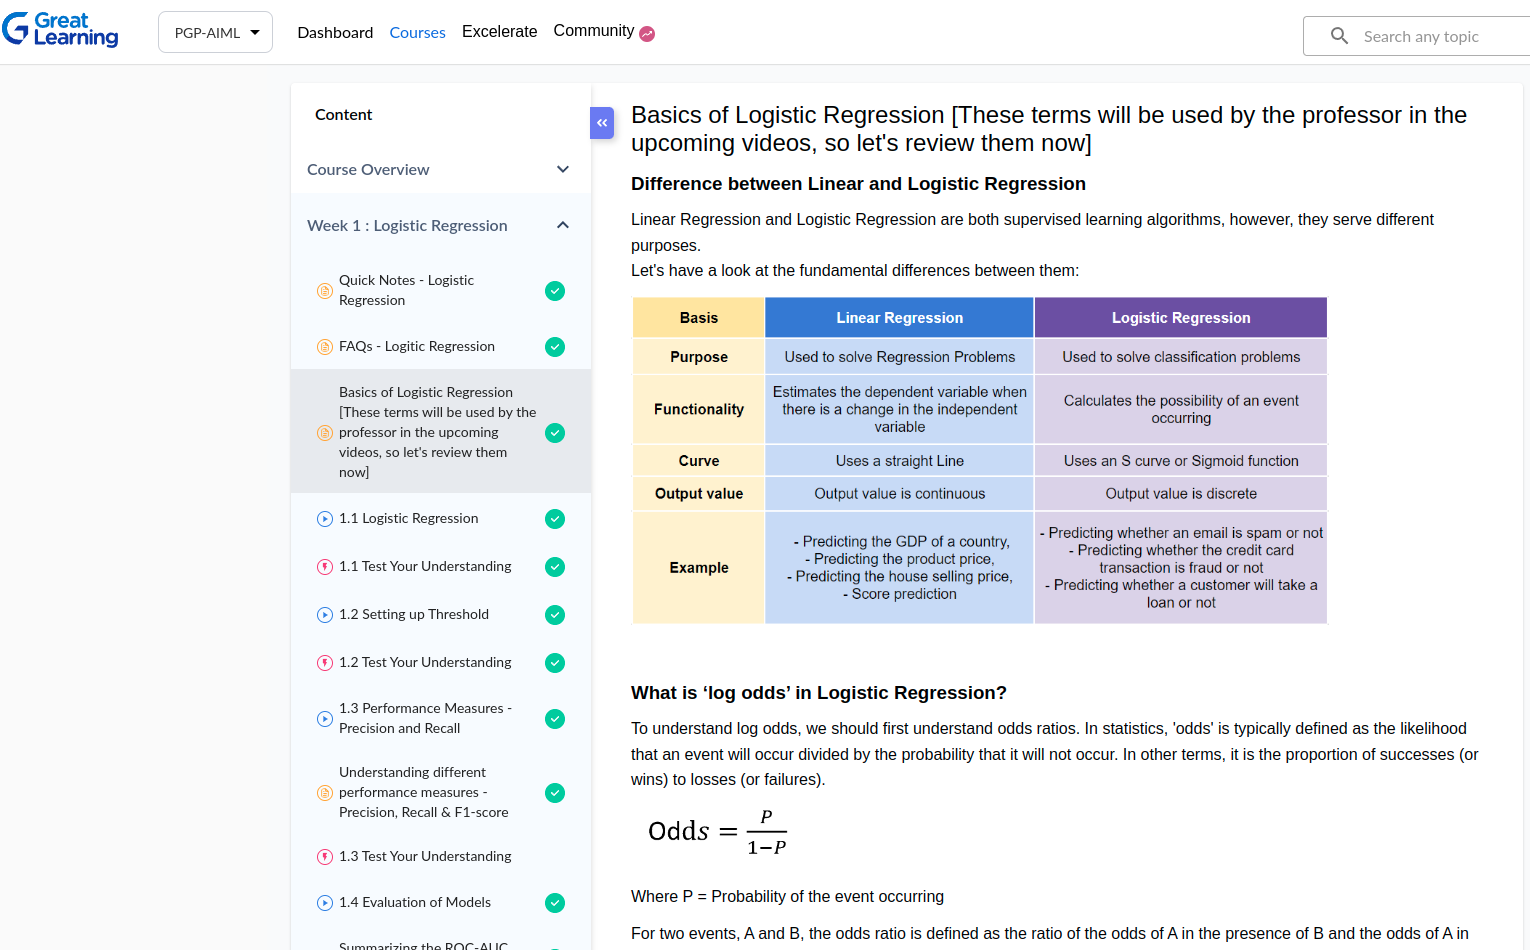 Great
Learning
PGP-AIML
Dashboard
Courses
Excelerate
Community
Search any topic
Content
Course Overview
Week 1 : Logistic Regression
Quick Notes - Logistic
Regression
FAQs - Logitic Regression
Basics of Logistic Regression
[These terms will be used by the
professor in the upcoming
videos, so let's review them
now]
1.1 Logistic Regression
1.1 Test Your Understanding
1.2 Setting up Threshold
1.2 Test Your Understanding
1.3 Performance Measures -
Precision and Recall
Understanding different
performance measures -
Precision, Recall & F1-score
1.3 Test Your Understanding
1.4 Evaluation of Models
Summarizing the ROC-AUC
Basics of Logistic Regression [These terms will be used by the professor in the
upcoming videos, so let's review them now]
Difference between Linear and Logistic Regression
Linear Regression and Logistic Regression are both supervised learning algorithms, however, they serve different
purposes.
Let's have a look at the fundamental differences between them:
Basis
Linear Regression
Logistic Regression
Purpose
Used to solve Regression Problems
Used to solve classification problems
Functionality
Estimates the dependent variable when
there is a change in the independent
variable
Calculates the possibility of an event
occurring
Curve
Uses a straight Line
Uses an S curve or Sigmoid function
Output value
Output value is continuous
Output value is discrete
Example
- Predicting the GDP of a country,
- Predicting the product price,
- Predicting the house selling price,
- Score prediction
- Predicting whether an email is spam or not
- Predicting whether the credit card
transaction is fraud or not
- Predicting whether a customer will take a
loan or not
What is ‘log odds’ in Logistic Regression?
To understand log odds, we should first understand odds ratios. In statistics, 'odds' is typically defined as the likelihood
that an event will occur divided by the probability that it will not occur. In other terms, it is the proportion of successes (or
wins) to losses (or failures).
Odds = P
1−P
Where P = Probability of the event occurring
For two events, A and B, the odds ratio is defined as the ratio of the odds of A in the presence of B and the odds of A in